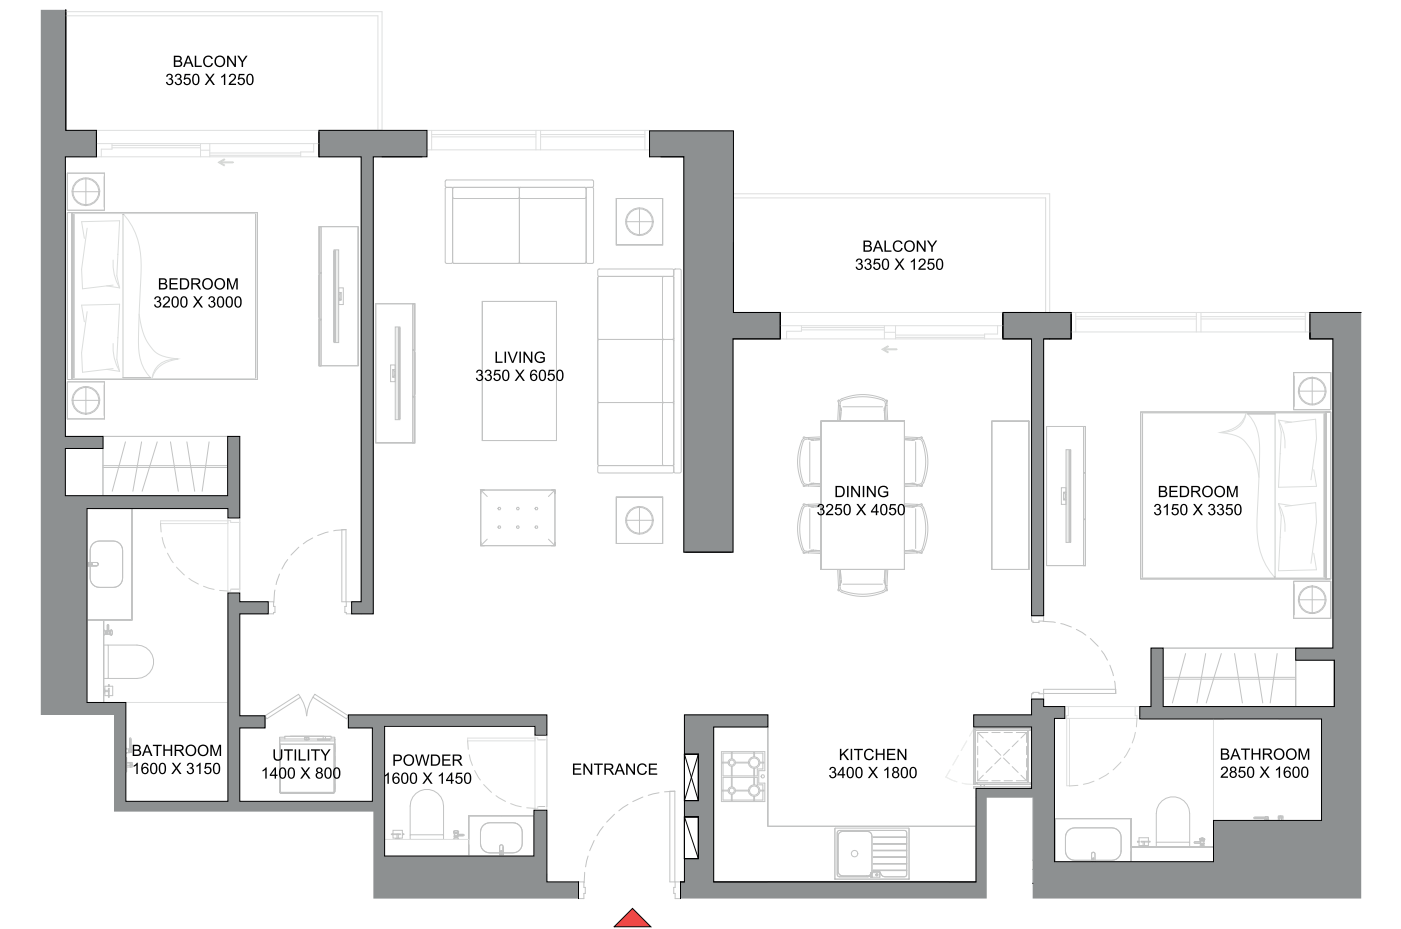 BALCONY
3350 X 1250
BALCONY
3350 X 1250
BEDROOM
3200 X 3000
LIVING
3350 X 6050
DINING
3250 X 4050
BEDROOM
3150 X 3350
BATHROOM
1600 X 3150
UTILITY
1400 X 800
POWDER
1600 X 1450
ENTRANCE
KITCHEN
3400 X 1800
BATHROOM
2850 X 1600